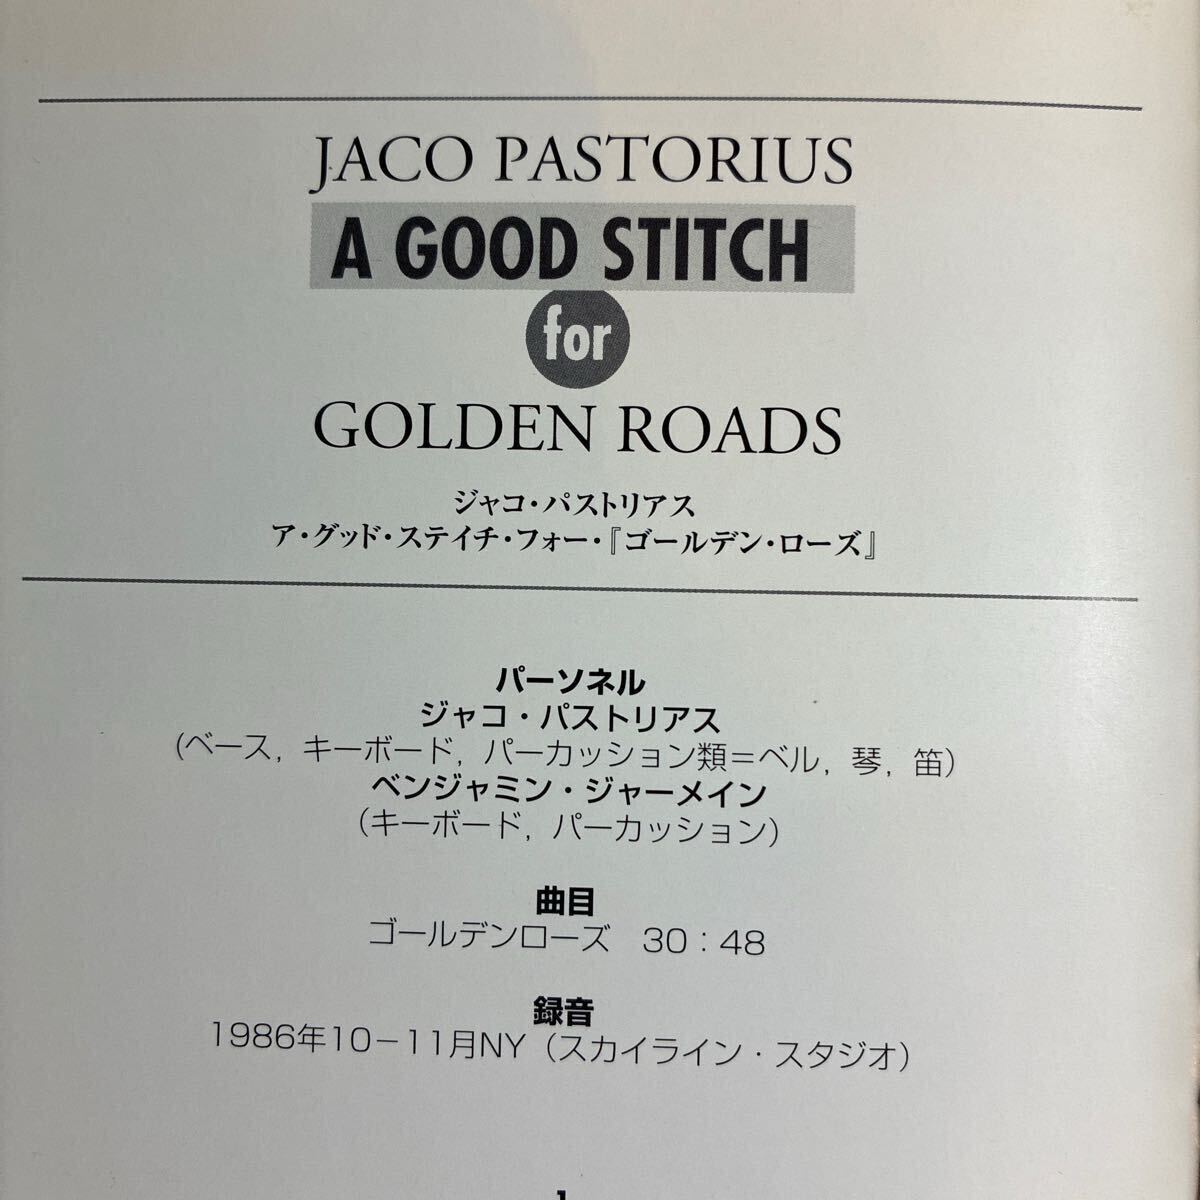 JACO PASTORIUS
A GOOD STITCH
for
GOLDEN ROADS
ジャコ・パストリアス
ア・グッド・ステイチ・フォー・『ゴールデン・ローズ』
パーソネル
ジャコ・パストリアス
(ベース, キーボード, パーカッション類=ベル, 琴, 笛)
ベンジャミン・ジャーメイン
(キーボード, パーカッション)
曲目
ゴールデンローズ 30:48
録音
1986年10-11月NY(スカイライン・スタジオ)
1